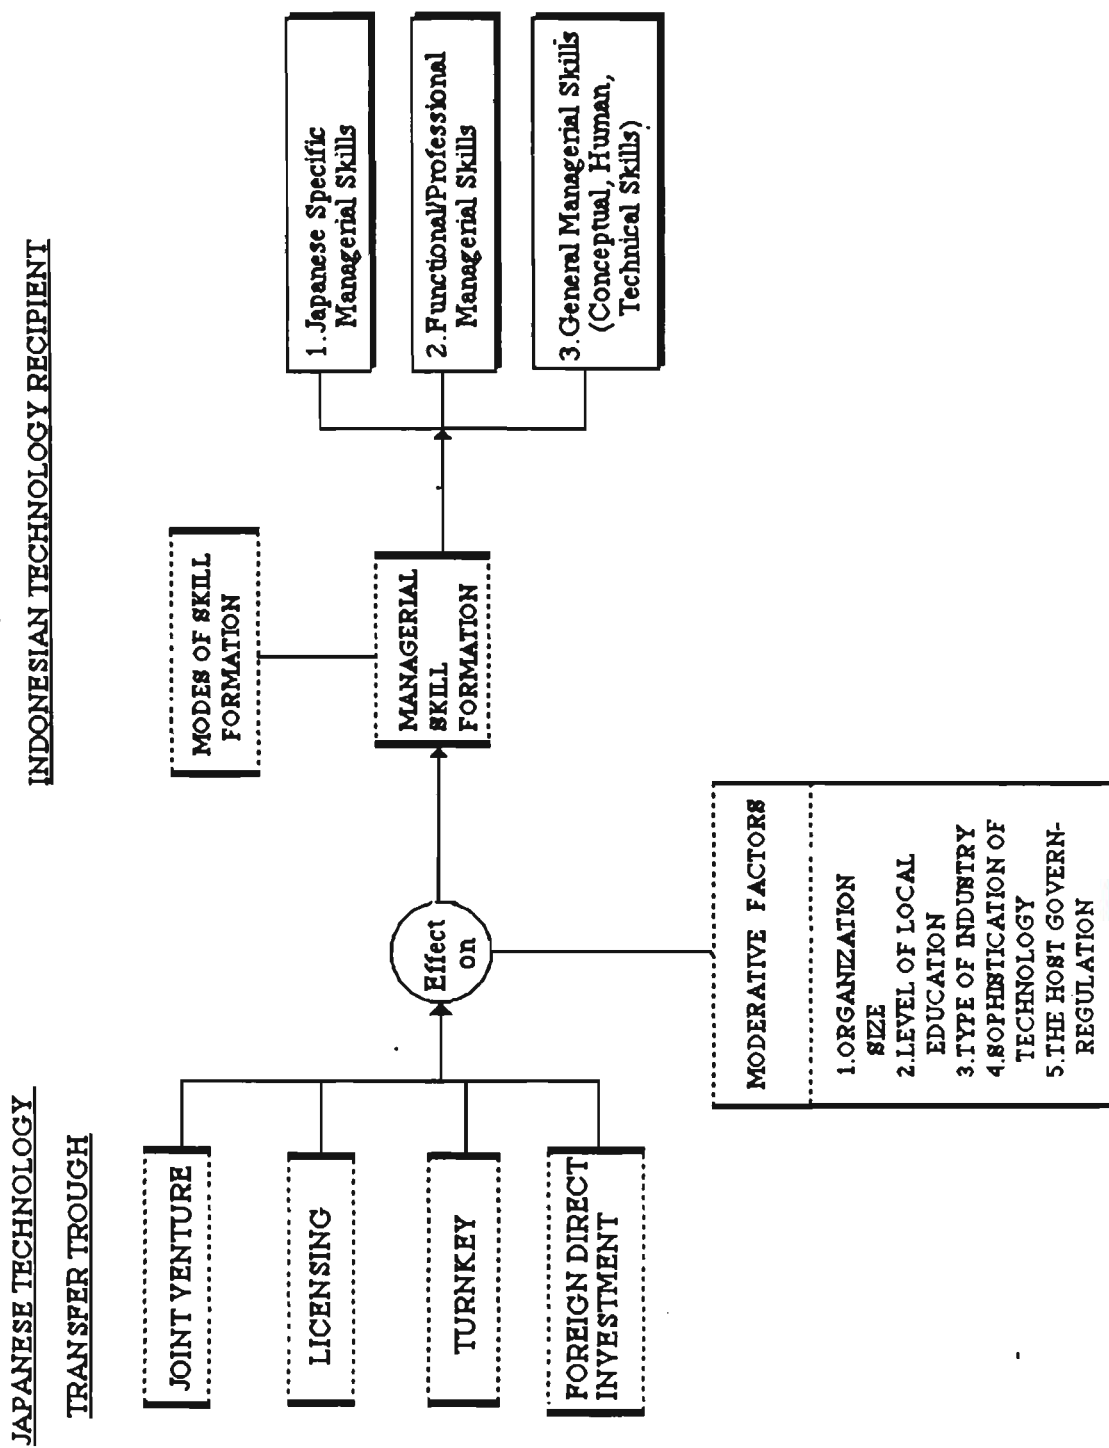 JAPANESE TECHNOLOGY
TRANSFER TROUGH
JOINT VENTURE
LICENSING
TURNKEY
FOREIGN DIRECT
INVESTMENT
Effect
on
MODERATIVE FACTORS
1.ORGANIZATION
SIZE
2.LEVEL OF LOCAL
EDUCATION
3.TYPE OF INDUSTRY
4.SOPHISTICATION OF
TECHNOLOGY
5.THE HOST GOVERN-
REGULATION
INDONESIAN TECHNOLOGY RECIPIENT
MODES OF SKILL
FORMATION
MANAGERIAL
SKILL
FORMATION
1.Japanese Specific
Managerial Skills
2.Functional/Professional
Managerial Skills
3.General Managerial Skills
(Conceptual, Human,
Technical Skills)